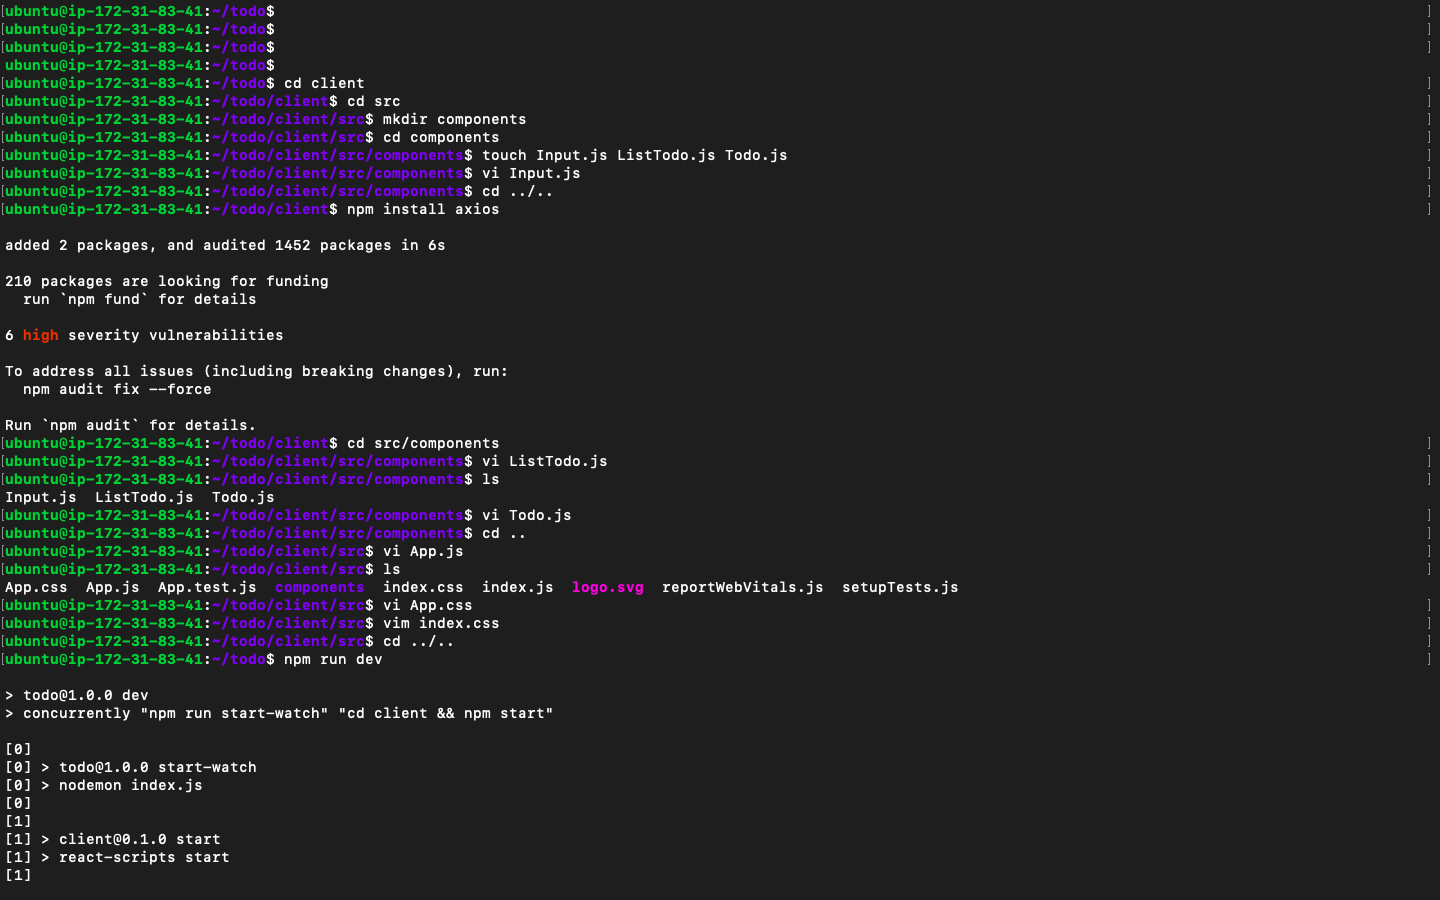 [ubuntu@ip-172-31-83-41:~/todo$ ]
[ubuntu@ip-172-31-83-41:~/todo$ ]
[ubuntu@ip-172-31-83-41:~/todo$ ]
ubuntu@ip-172-31-83-41:~/todo$
[ubuntu@ip-172-31-83-41:~/todo$ cd client ]
[ubuntu@ip-172-31-83-41:~/todo/client$ cd src ]
[ubuntu@ip-172-31-83-41:~/todo/client/src$ mkdir components ]
[ubuntu@ip-172-31-83-41:~/todo/client/src$ cd components ]
[ubuntu@ip-172-31-83-41:~/todo/client/src/components$ touch Input.js ListTodo.js Todo.js ]
[ubuntu@ip-172-31-83-41:~/todo/client/src/components$ vi Input.js ]
[ubuntu@ip-172-31-83-41:~/todo/client/src/components$ cd ../.. ]
[ubuntu@ip-172-31-83-41:~/todo/client$ npm install axios ]
added 2 packages, and audited 1452 packages in 6s
210 packages are looking for funding
  run `npm fund` for details
6 high severity vulnerabilities
To address all issues (including breaking changes), run:
  npm audit fix --force
Run `npm audit` for details.
[ubuntu@ip-172-31-83-41:~/todo/client$ cd src/components ]
[ubuntu@ip-172-31-83-41:~/todo/client/src/components$ vi ListTodo.js ]
[ubuntu@ip-172-31-83-41:~/todo/client/src/components$ ls ]
Input.js  ListTodo.js  Todo.js
[ubuntu@ip-172-31-83-41:~/todo/client/src/components$ vi Todo.js ]
[ubuntu@ip-172-31-83-41:~/todo/client/src/components$ cd .. ]
[ubuntu@ip-172-31-83-41:~/todo/client/src$ vi App.js ]
[ubuntu@ip-172-31-83-41:~/todo/client/src$ ls ]
App.css  App.js  App.test.js  components  index.css  index.js  logo.svg  reportWebVitals.js  setupTests.js
[ubuntu@ip-172-31-83-41:~/todo/client/src$ vi App.css ]
[ubuntu@ip-172-31-83-41:~/todo/client/src$ vim index.css ]
[ubuntu@ip-172-31-83-41:~/todo/client/src$ cd ../.. ]
[ubuntu@ip-172-31-83-41:~/todo$ npm run dev ]
> todo@1.0.0 dev
> concurrently "npm run start-watch" "cd client && npm start"
[0]
[0] > todo@1.0.0 start-watch
[0] > nodemon index.js
[0]
[1]
[1] > client@0.1.0 start
[1] > react-scripts start
[1]